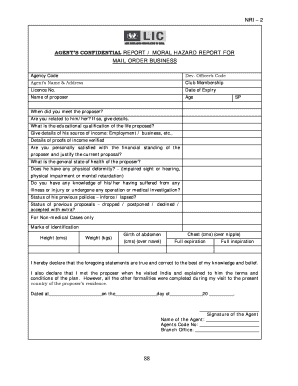 NRI – 2
LIC
AGENT'S CONFIDENTIAL REPORT / MORAL HAZARD REPORT FOR
MAIL ORDER BUSINESS
Agency Code Dev. Officer's Code
Agent's Name & Address Club Membership
Licence No. Date of Expiry
Name of proposer Age SP
When did you meet the proposer?
Are you related to him/her? If so, give details.
What is the educational qualification of the life proposed?
Give details of his source of income: Employment / business, etc.,
Details of proofs of income verified
Are you personally satisfied with the financial standing of the
proposer and justify the current proposal?
What is the general state of health of the proposer?
Does he have any physical deformity? - (Impaired sight or hearing,
physical impairment or mental retardation)
Do you have any knowledge of his/her having suffered from any
illness or injury or undergone any operation or medical investigation?
Status of his previous policies - inforce / lapsed?
Status of previous proposals - dropped / postponed / declined /
accepted with extra?
For Non-medical Cases only
Marks of identification
Height (cms) Weight (kgs) Girth of abdomen (cms) (over navel) Chest (cms) (over nipple)
Full expiration Full inspiration
I hereby declare that the foregoing statements are true and correct to the best of my knowledge and belief.
I also declare that I met the proposer when he visited India and explained to him the terms and
conditions of the plan. However, all the other formalities were completed during my visit to the present
country of the proposer's residence
Dated at on the day of 20
Signature of the Agent
Name of the Agent:
Agents Code No:
Branch Office:
88